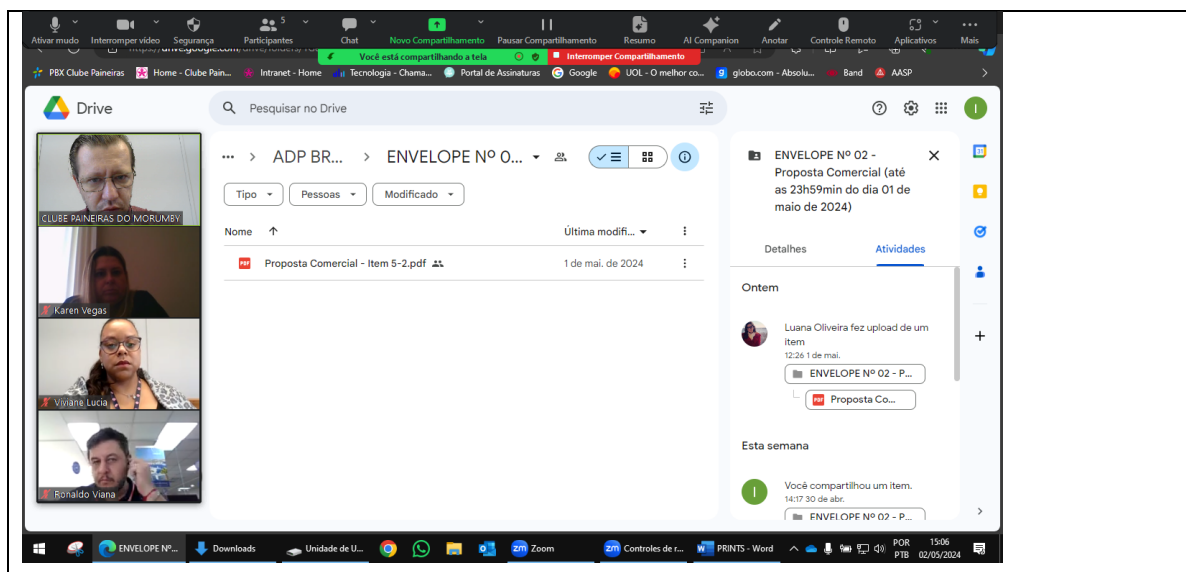 5
Ativar mudo Interromper vídeo Segurança Participantes Chat Novo Compartilhamento Pausar Compartilhamento Resumo AI Companion Anotar Controle Remoto Aplicativos Mais
Você está compartilhando a tela Interromper Compartilhamento
PBX Clube Paineiras Home - Clube Pain... Intranet - Home Tecnologia - Chama... Portal de Assinaturas Google UOL - O melhor co... globo.com - Absolu... Band AASP
Drive
Pesquisar no Drive
I
CLUBE PAINEIRAS DO MORUMBY
Karen Vegas
Viviane Lucia
Ronaldo Viana
ADP BR... ENVELOPE Nº 0...
Tipo Pessoas Modificado
Nome Última modifi...
PDF Proposta Comercial - Item 5-2.pdf 1 de mai. de 2024
ENVELOPE Nº 02 -
Proposta Comercial (até
as 23h59min do dia 01 de
maio de 2024)
Detalhes Atividades
Ontem
Luana Oliveira fez upload de um
item
12:26 1 de mai.
ENVELOPE Nº 02 - P...
PDF Proposta Co...
Esta semana
I
Você compartilhou um item.
14:17 30 de abr.
ENVELOPE Nº 02 - P...
31
ENVELOPE Nº... Downloads Unidade de U... zm Zoom zm Controles de r... PRINTS - Word
POR
PTB
15:06
02/05/2024